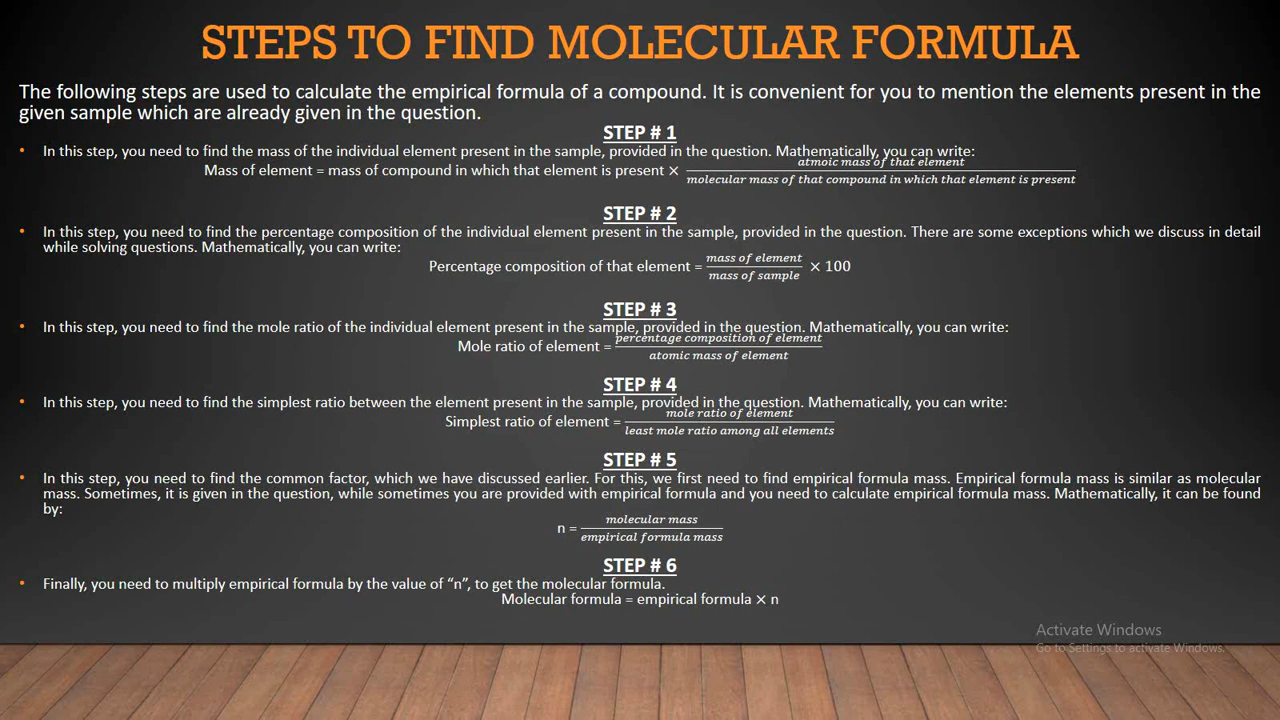 STEPS TO FIND MOLECULAR FORMULA
The following steps are used to calculate the empirical formula of a compound. It is convenient for you to mention the elements present in the
given sample which are already given in the question.
STEP # 1
• In this step, you need to find the mass of the individual element present in the sample, provided in the question. Mathematically, you can write:
Mass of element = mass of compound in which that element is present ×
atmoic mass of that element
molecular mass of that compound in which that element is present
STEP # 2
• In this step, you need to find the percentage composition of the individual element present in the sample, provided in the question. There are some exceptions which we discuss in detail
while solving questions. Mathematically, you can write:
Percentage composition of that element =
mass of element
mass of sample
× 100
STEP # 3
• In this step, you need to find the mole ratio of the individual element present in the sample, provided in the question. Mathematically, you can write:
Mole ratio of element =
percentage composition of element
atomic mass of element
STEP # 4
• In this step, you need to find the simplest ratio between the element present in the sample, provided in the question. Mathematically, you can write:
Simplest ratio of element =
mole ratio of element
least mole ratio among all elements
STEP # 5
• In this step, you need to find the common factor, which we have discussed earlier. For this, we first need to find empirical formula mass. Empirical formula mass is similar as molecular
mass. Sometimes, it is given in the question, while sometimes you are provided with empirical formula and you need to calculate empirical formula mass. Mathematically, it can be found
by:
n =
molecular mass
empirical formula mass
STEP # 6
• Finally, you need to multiply empirical formula by the value of “n”, to get the molecular formula.
Molecular formula = empirical formula × n
Activate Windows
Go to Settings to activate Windows.